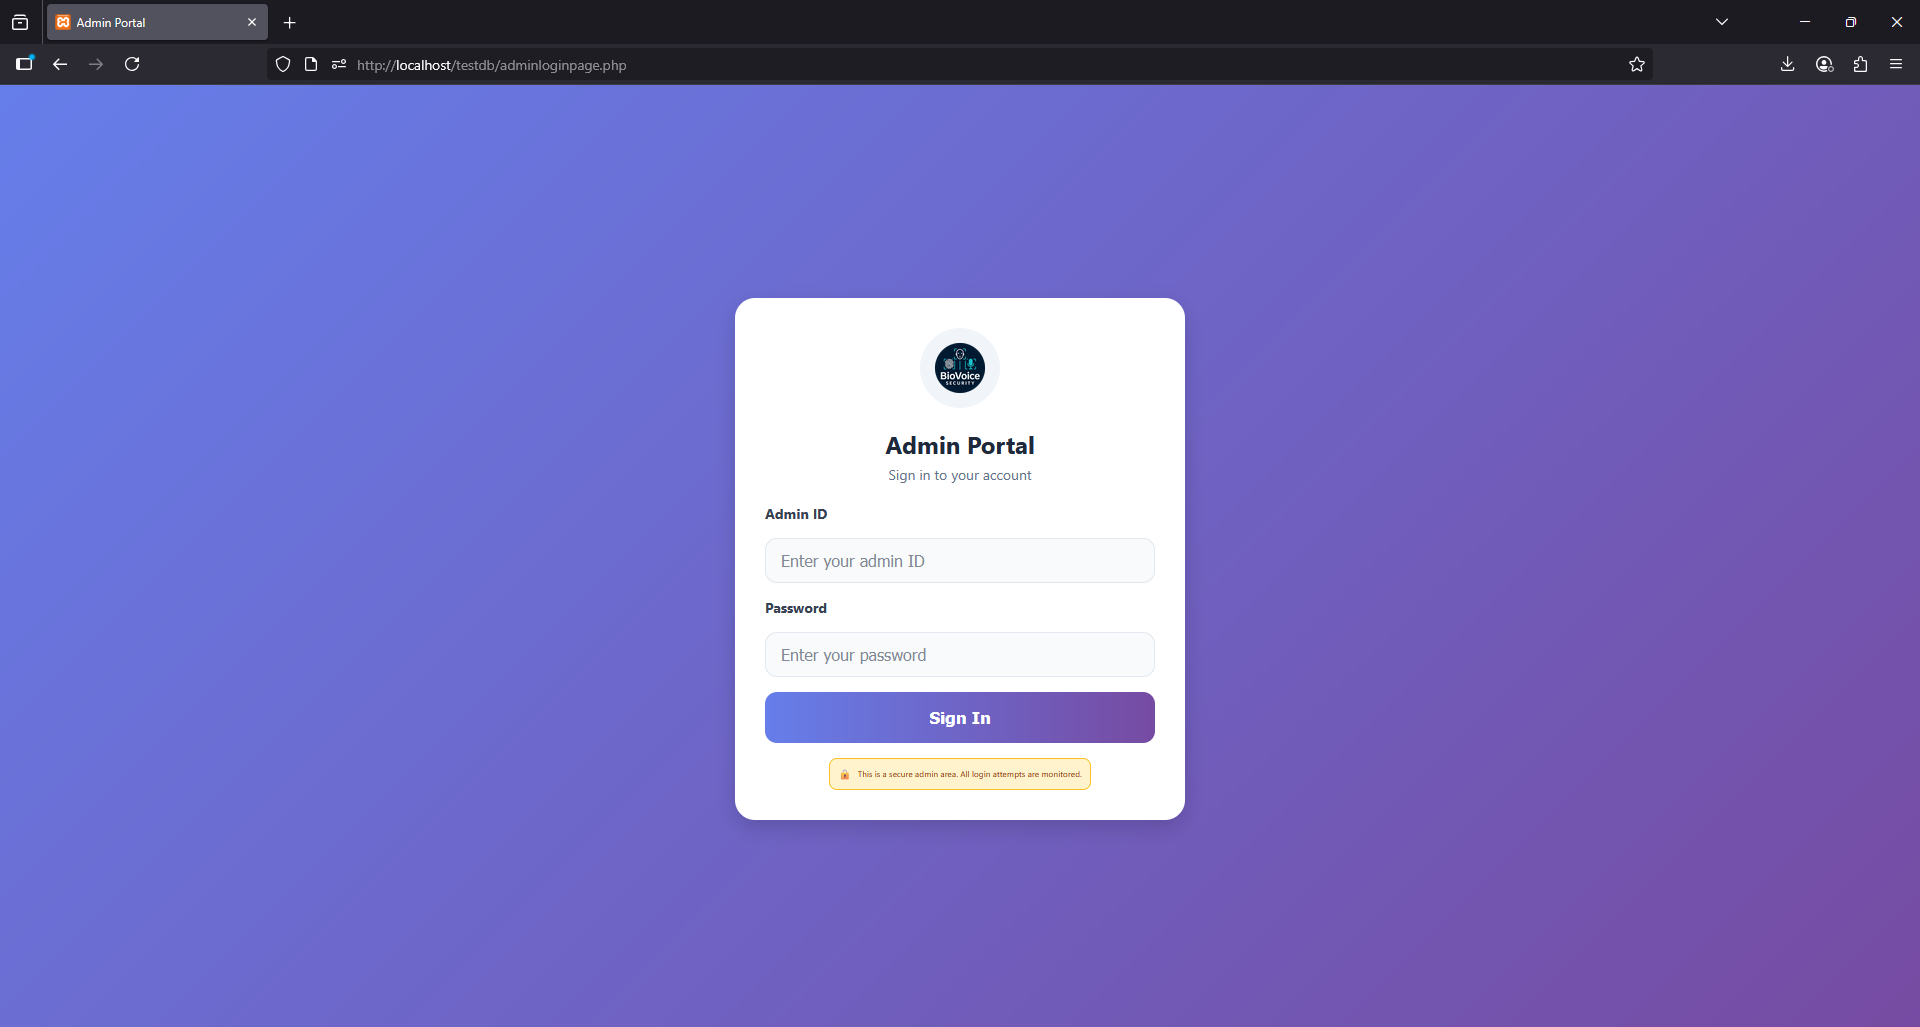 Admin Portal
http://localhost/testdb/adminloginpage.php
BioVoice
SECURITY
Admin Portal
Sign in to your account
Admin ID
Enter your admin ID
Password
Enter your password
Sign In
This is a secure admin area. All login attempts are monitored.